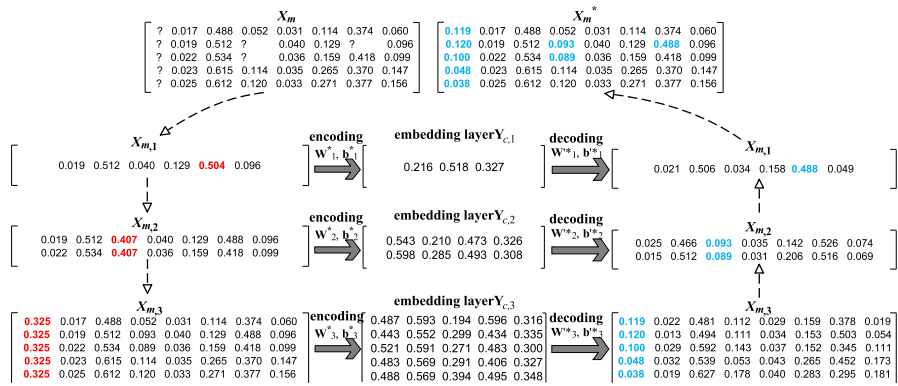 X_m X_m*
? 0.017 0.488 0.052 0.031 0.114 0.374 0.060 0.119 0.017 0.488 0.052 0.031 0.114 0.374 0.060
? 0.019 0.512 ? 0.040 0.129 ? 0.096 0.120 0.019 0.512 0.093 0.040 0.129 0.488 0.096
? 0.022 0.534 ? 0.036 0.159 0.418 0.099 0.100 0.022 0.534 0.089 0.036 0.159 0.418 0.099
? 0.023 0.615 0.114 0.035 0.265 0.370 0.147 0.048 0.023 0.615 0.114 0.035 0.265 0.370 0.147
? 0.025 0.612 0.120 0.033 0.271 0.377 0.156 0.038 0.025 0.612 0.120 0.033 0.271 0.377 0.156
X_{m,1} encoding embedding layerY_{c,1} decoding X_{m,1}
W*_1, b*_1 W'*_1, b'*_1
0.019 0.512 0.040 0.129 0.504 0.096 0.216 0.518 0.327 0.021 0.506 0.034 0.158 0.488 0.049
X_{m,2} encoding embedding layerY_{c,2} decoding X_{m,2}
W*_2, b*_2 W'*_2, b'*_2
0.019 0.512 0.407 0.040 0.129 0.488 0.096 0.543 0.210 0.473 0.326 0.025 0.466 0.093 0.035 0.142 0.526 0.074
0.022 0.534 0.407 0.036 0.159 0.418 0.099 0.598 0.285 0.493 0.308 0.015 0.512 0.089 0.031 0.206 0.516 0.069
X_{m,3} encoding embedding layerY_{c,3} decoding X_{m,3}
W*_3, b*_3 W'*_3, b'*_3
0.325 0.017 0.488 0.052 0.031 0.114 0.374 0.060 0.487 0.593 0.194 0.596 0.316 0.119 0.022 0.481 0.112 0.029 0.159 0.378 0.019
0.325 0.019 0.512 0.093 0.040 0.129 0.488 0.096 0.443 0.552 0.299 0.434 0.335 0.120 0.013 0.494 0.111 0.034 0.153 0.503 0.054
0.325 0.022 0.534 0.089 0.036 0.159 0.418 0.099 0.521 0.591 0.271 0.483 0.300 0.100 0.029 0.592 0.143 0.037 0.152 0.345 0.111
0.325 0.023 0.615 0.114 0.035 0.265 0.370 0.147 0.483 0.569 0.291 0.406 0.327 0.048 0.032 0.539 0.053 0.043 0.265 0.452 0.173
0.325 0.025 0.612 0.120 0.033 0.271 0.377 0.156 0.488 0.569 0.394 0.495 0.348 0.038 0.019 0.627 0.178 0.040 0.283 0.295 0.181